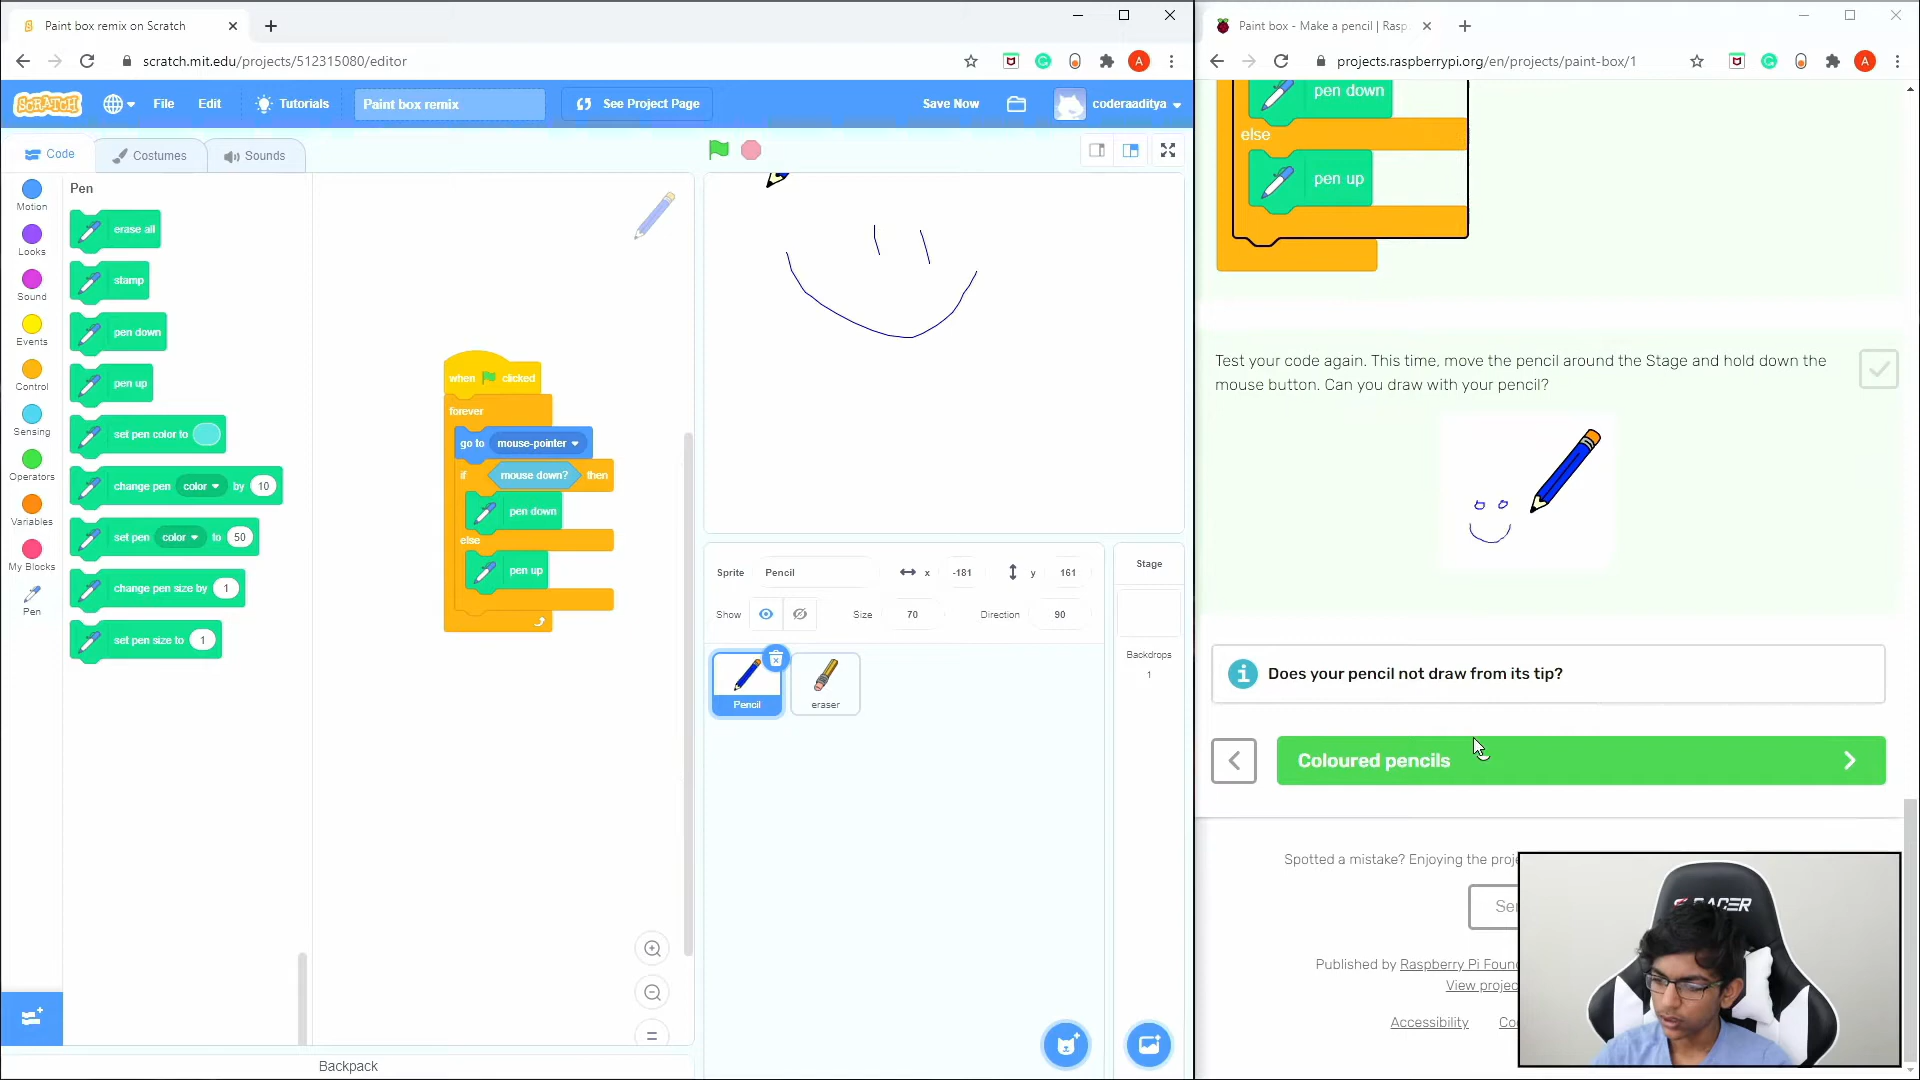 Paint box remix on Scratch
scratch.mit.edu/projects/512315080/editor
A
SCRATCH
File
Edit
Tutorials
Paint box remix
See Project Page
Save Now
coderaaditya
Code
Costumes
Sounds
Motion
Looks
Sound
Events
Control
Sensing
Operators
Variables
My Blocks
Pen
Pen
erase all
stamp
pen down
pen up
set pen color to
change pen color by 10
set pen color to 50
change pen size by 1
set pen size to 1
when clicked
forever
go to mouse-pointer
if mouse down? then
pen down
else
pen up
Backpack
Sprite Pencil x -181 y 161
Show Size 70 Direction 90
Pencil
eraser
Stage
Backdrops
1
Paint box - Make a pencil | Rasp
projects.raspberrypi.org/en/projects/paint-box/1
A
pen down
else
pen up
Test your code again. This time, move the pencil around the Stage and hold down the
mouse button. Can you draw with your pencil?
i Does your pencil not draw from its tip?
Coloured pencils
Spotted a mistake? Enjoying the proje
Published by Raspberry Pi Foun
View projec
Accessibility